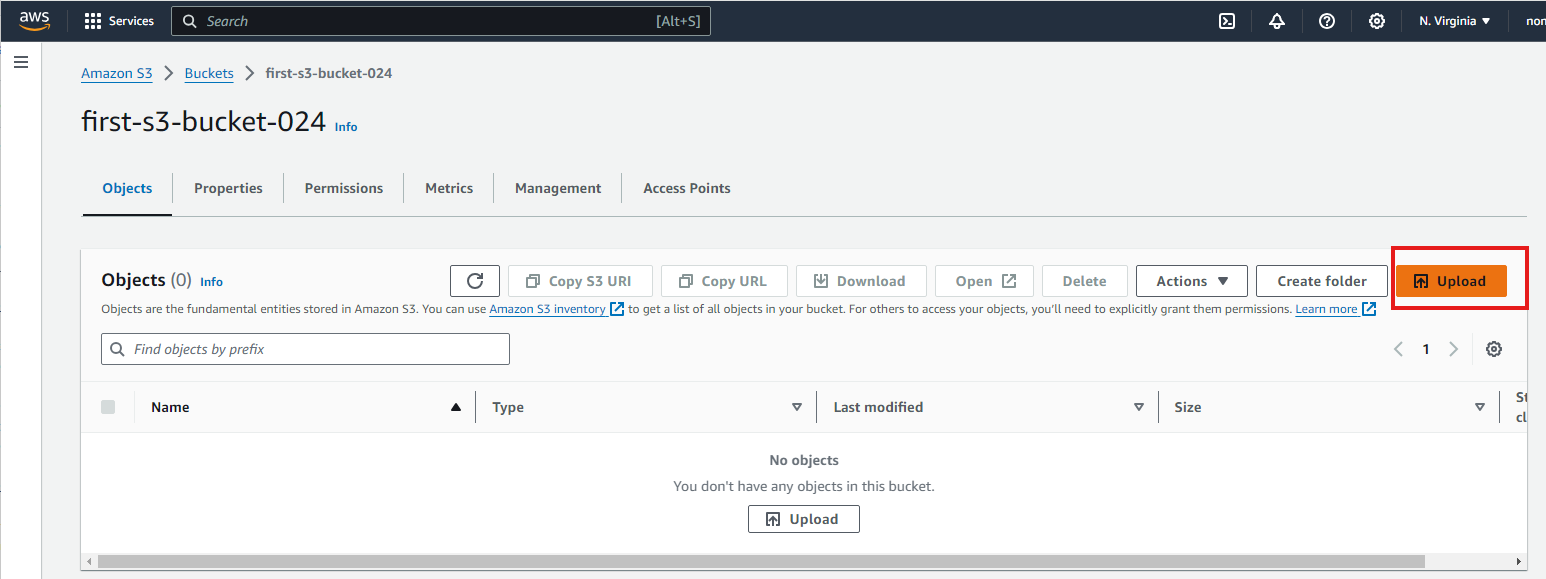 aws Services Search [Alt+S] N. Virginia
Amazon S3 Buckets first-s3-bucket-024
first-s3-bucket-024 Info
Objects Properties Permissions Metrics Management Access Points
Objects (0) Info Copy S3 URI Copy URL Download Open Delete Actions Create folder Upload
Objects are the fundamental entities stored in Amazon S3. You can use Amazon S3 inventory to get a list of all objects in your bucket. For others to access your objects, you'll need to explicitly grant them permissions. Learn more
Find objects by prefix 1
Name Type Last modified Size
No objects
You don't have any objects in this bucket.
Upload